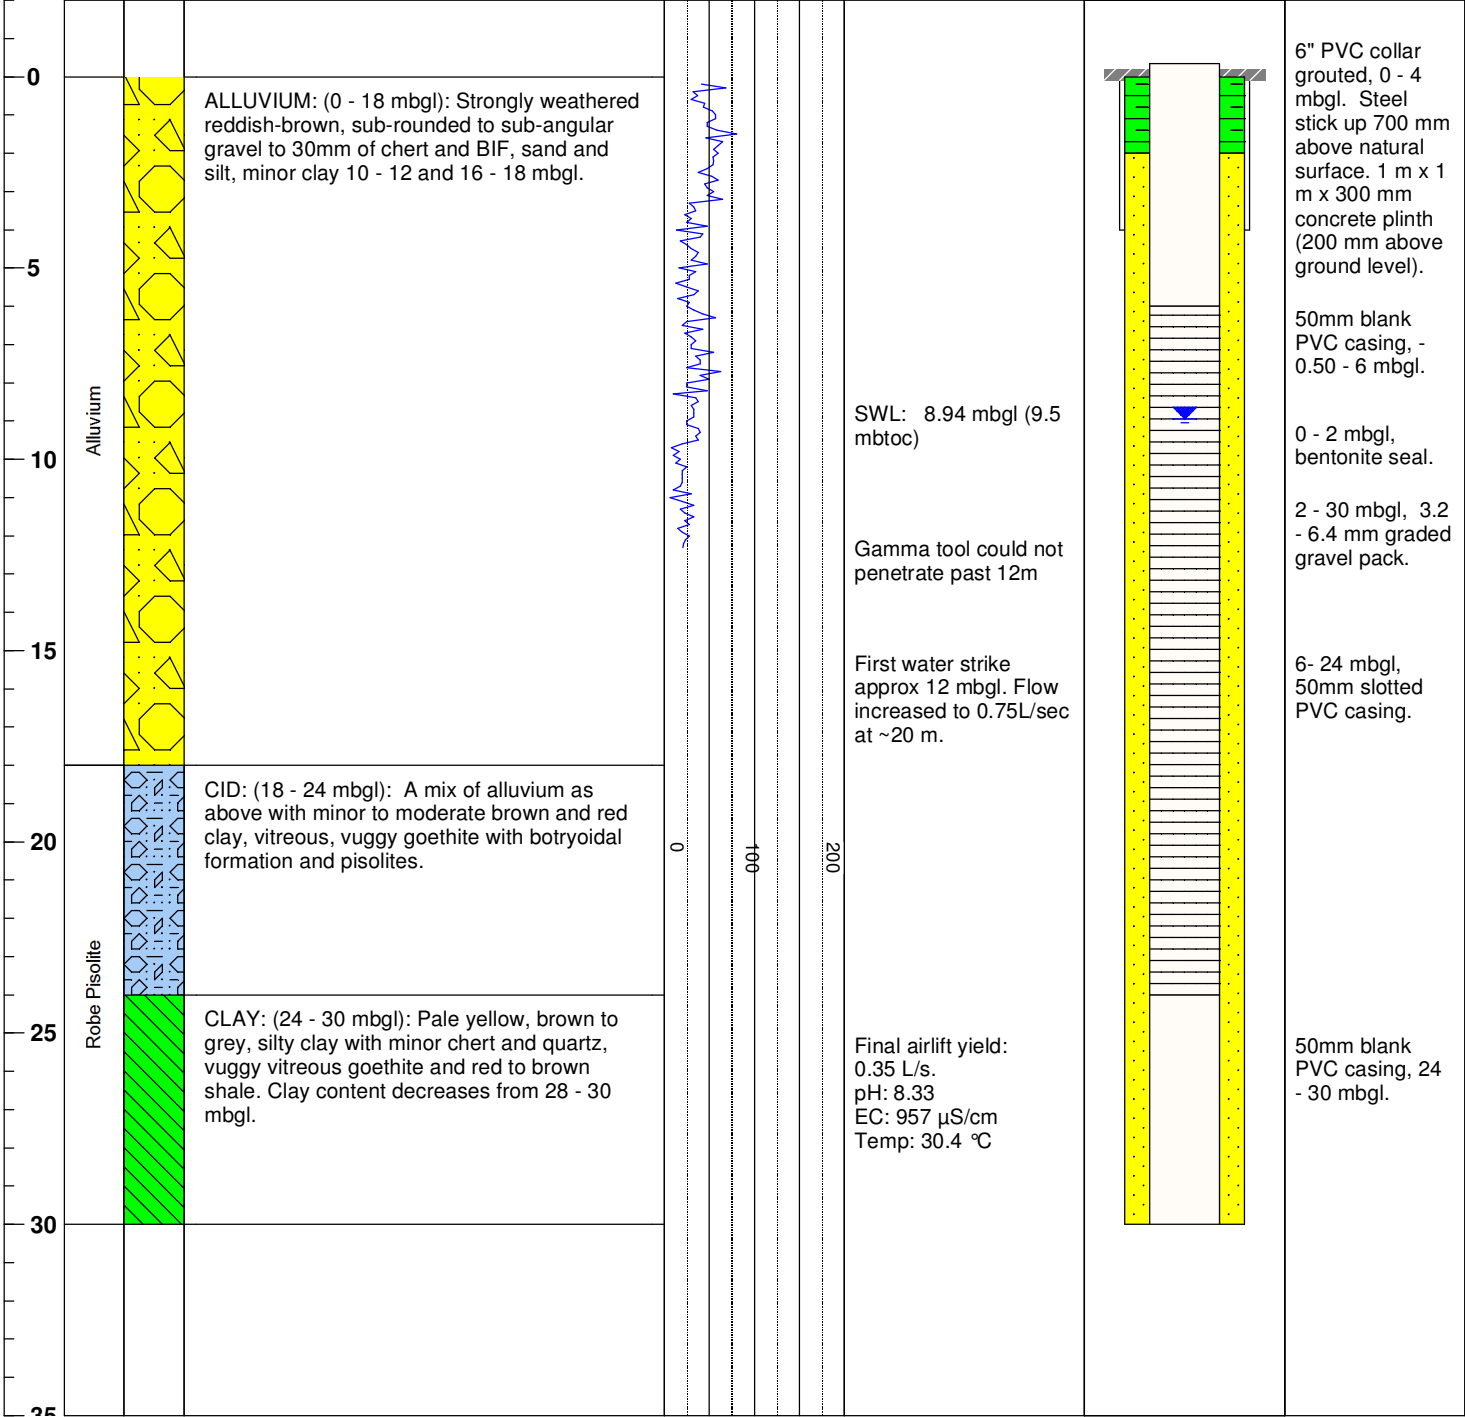 0
5
10
15
20
25
30
35
Alluvium
Robe Pisolite
ALLUVIUM: (0 - 18 mbgl): Strongly weathered
reddish-brown, sub-rounded to sub-angular
gravel to 30mm of chert and BIF, sand and
silt, minor clay 10 - 12 and 16 - 18 mbgl.
CID: (18 - 24 mbgl): A mix of alluvium as
above with minor to moderate brown and red
clay, vitreous, vuggy goethite with botryoidal
formation and pisolites.
CLAY: (24 - 30 mbgl): Pale yellow, brown to
grey, silty clay with minor chert and quartz,
vuggy vitreous goethite and red to brown
shale. Clay content decreases from 28 - 30
mbgl.
0
100
200
SWL: 8.94 mbgl (9.5
mbtoc)
Gamma tool could not
penetrate past 12m
First water strike
approx 12 mbgl. Flow
increased to 0.75L/sec
at ~20 m.
Final airlift yield:
0.35 L/s.
pH: 8.33
EC: 957 µS/cm
Temp: 30.4 °C
6" PVC collar
grouted, 0 - 4
mbgl. Steel
stick up 700 mm
above natural
surface. 1 m x 1
m x 300 mm
concrete plinth
(200 mm above
ground level).
50mm blank
PVC casing, -
0.50 - 6 mbgl.
0 - 2 mbgl,
bentonite seal.
2 - 30 mbgl, 3.2
- 6.4 mm graded
gravel pack.
6- 24 mbgl,
50mm slotted
PVC casing.
50mm blank
PVC casing, 24
- 30 mbgl.